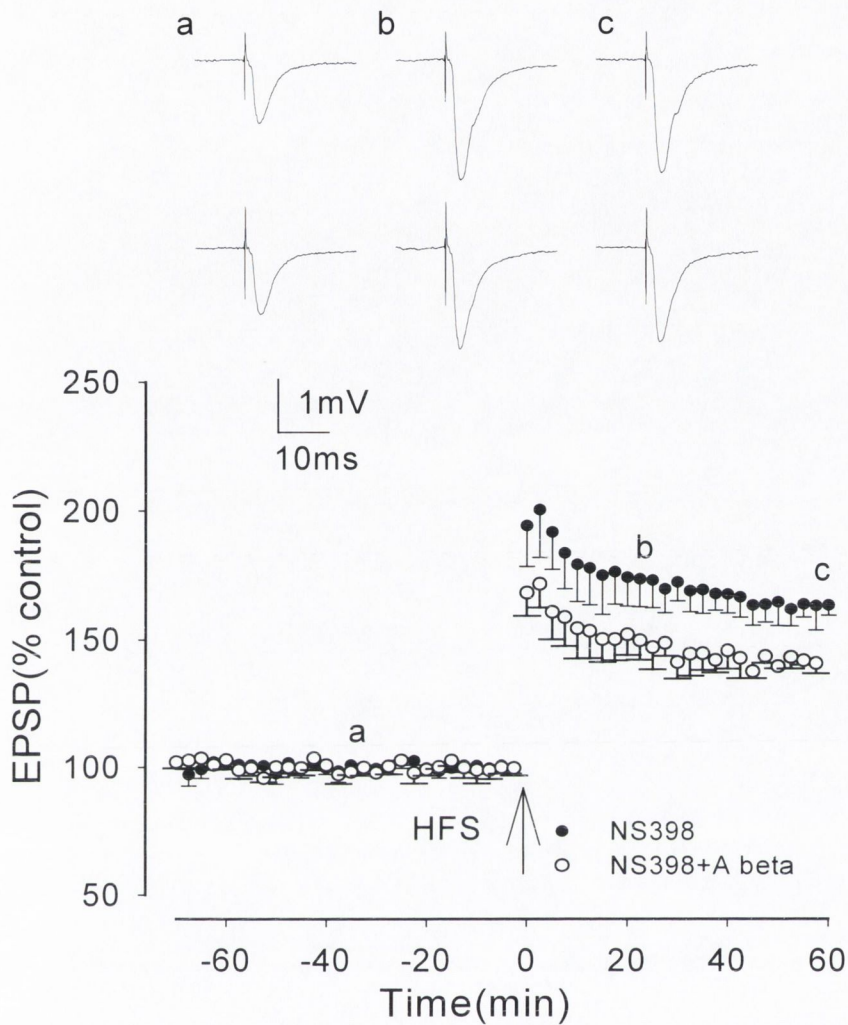 a b c
250
1mV
10ms
200
b
c
150
a
100
HFS
NS398
NS398+A beta
50
EPSP(% control)
-60 -40 -20 0 20 40 60
Time(min)